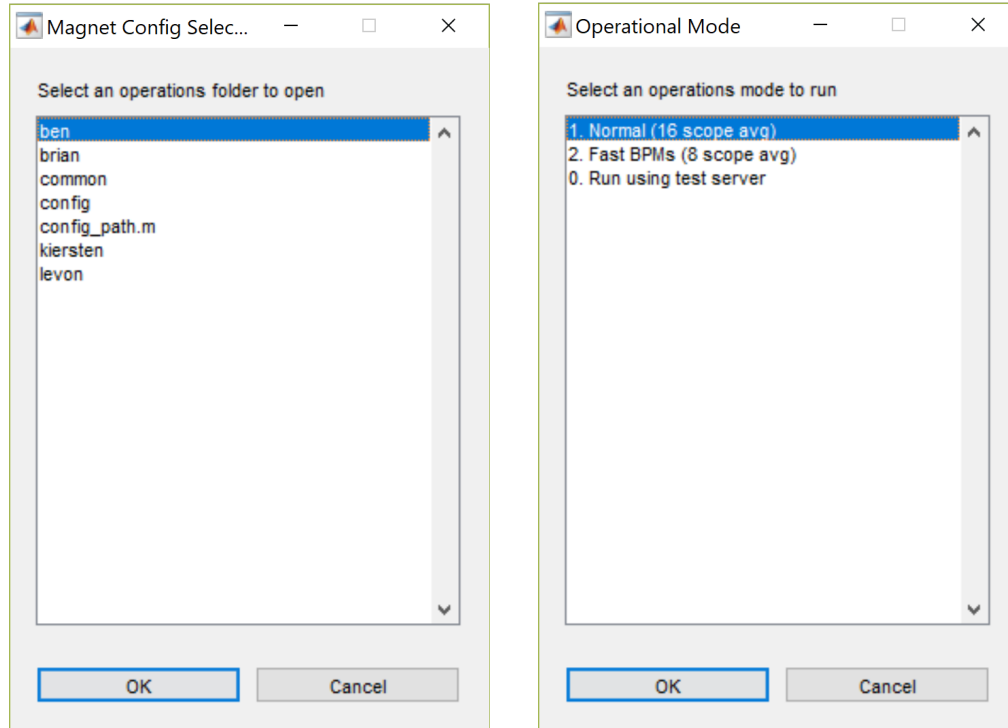 Magnet Config Selec...
Select an operations folder to open
ben
brian
common
config
config_path.m
kiersten
levon
OK
Cancel
Operational Mode
Select an operations mode to run
1. Normal (16 scope avg)
2. Fast BPMs (8 scope avg)
0. Run using test server
OK
Cancel